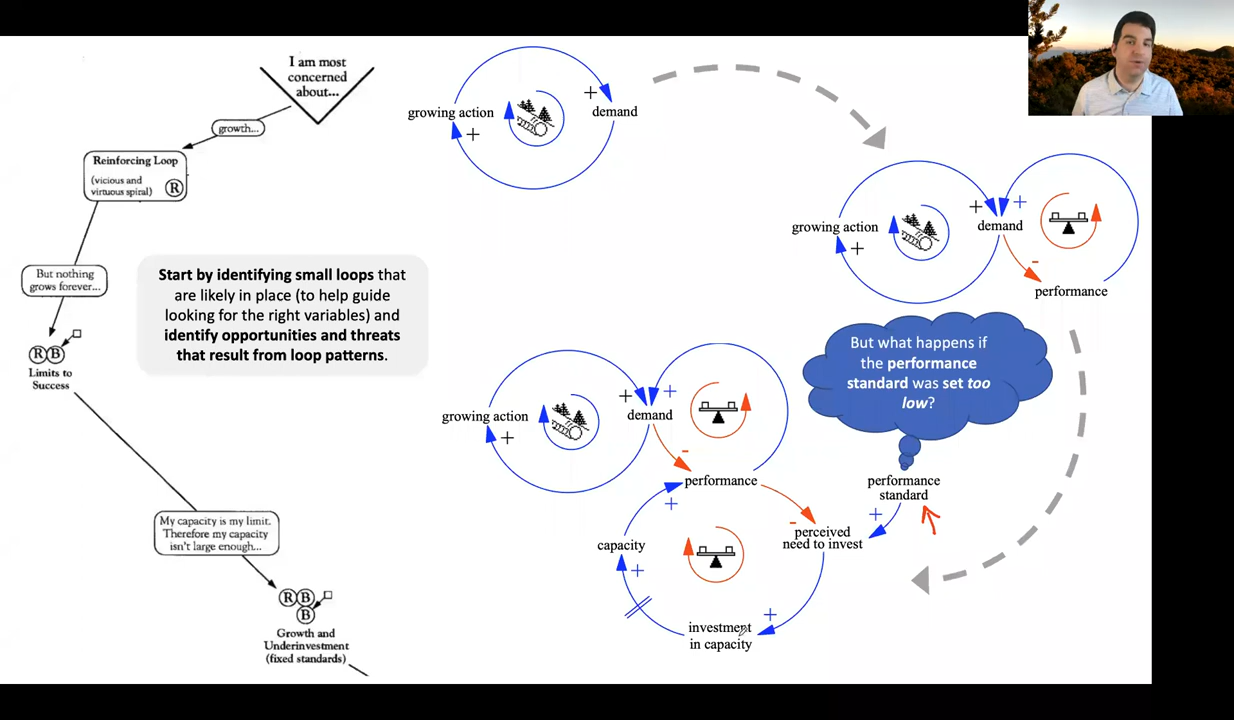 I am most
concerned
about...
growth...
Reinforcing Loop
(vicious and
virtuous spiral)
R
But nothing
grows forever...
R B
Limits to
Success
My capacity is my limit.
Therefore my capacity
isn't large enough...
R B
B
Growth and
Underinvestment
(fixed standards)
Start by identifying small loops that
are likely in place (to help guide
looking for the right variables) and
identify opportunities and threats
that result from loop patterns.
growing action
+
+
demand
growing action
+
+
demand
+
-
performance
growing action
+
+
demand
+
-
performance
-
perceived
need to invest
+
investment
in capacity
+
capacity
+
performance
standard
+
But what happens if
the performance
standard was set too
low?